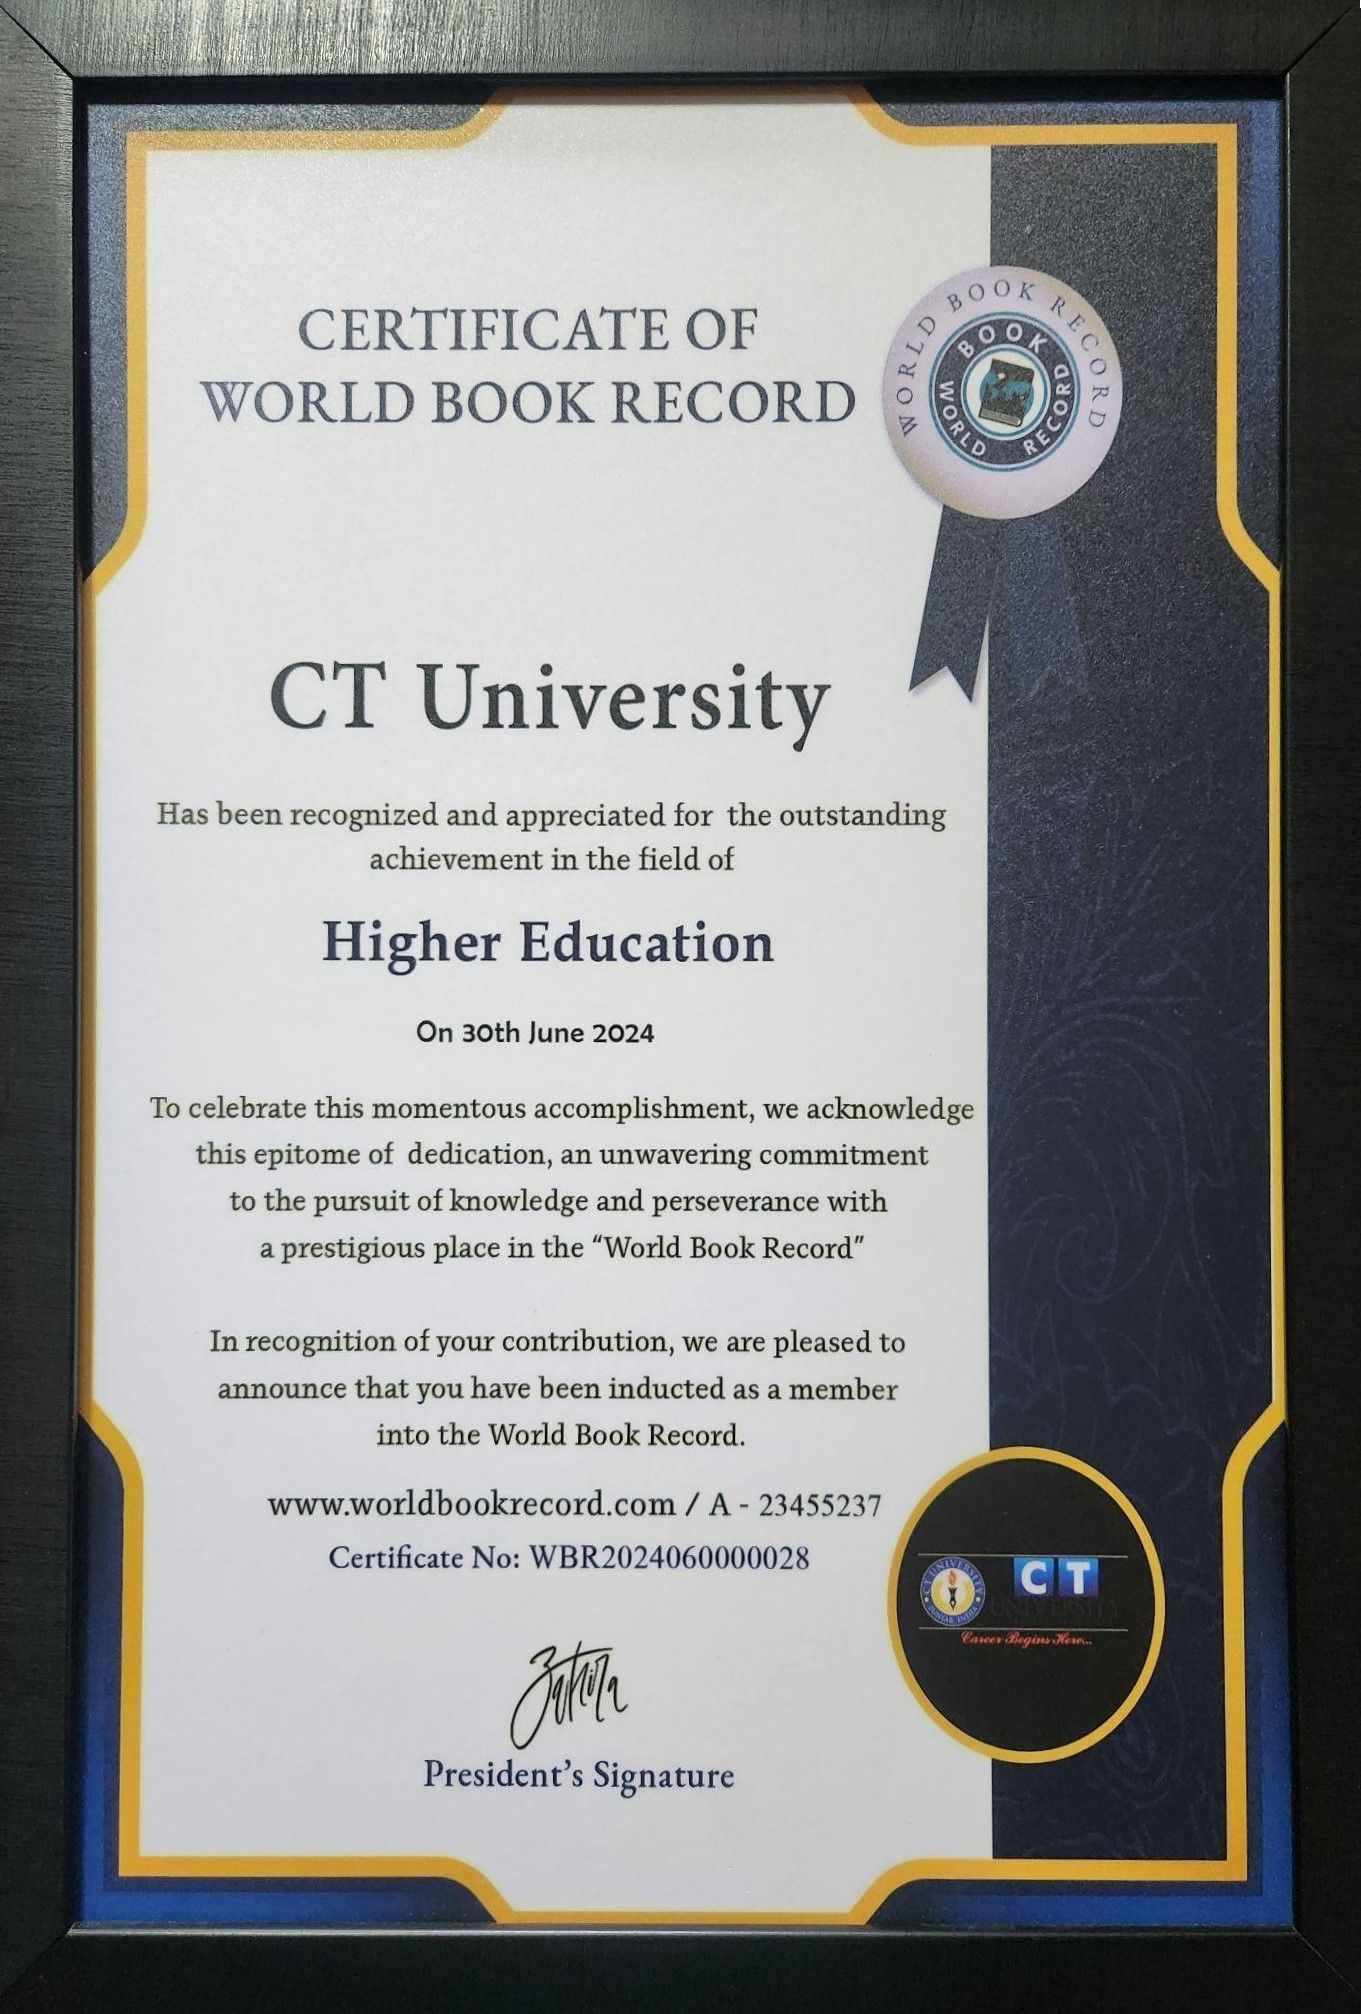 CERTIFICATE OF
WORLD BOOK RECORD
WORLD BOOK RECORD
BOOK
WORLD RECORD
CT University
Has been recognized and appreciated for the outstanding
achievement in the field of
Higher Education
On 30th June 2024
To celebrate this momentous accomplishment, we acknowledge
this epitome of dedication, an unwavering commitment
to the pursuit of knowledge and perseverance with
a prestigious place in the “World Book Record”
In recognition of your contribution, we are pleased to
announce that you have been inducted as a member
into the World Book Record.
www.worldbookrecord.com / A - 23455237
Certificate No: WBR2024060000028
CT UNIVERSITY
PUNJAB INDIA
CT
UNIVERSITY
Career Begins Here...
President’s Signature